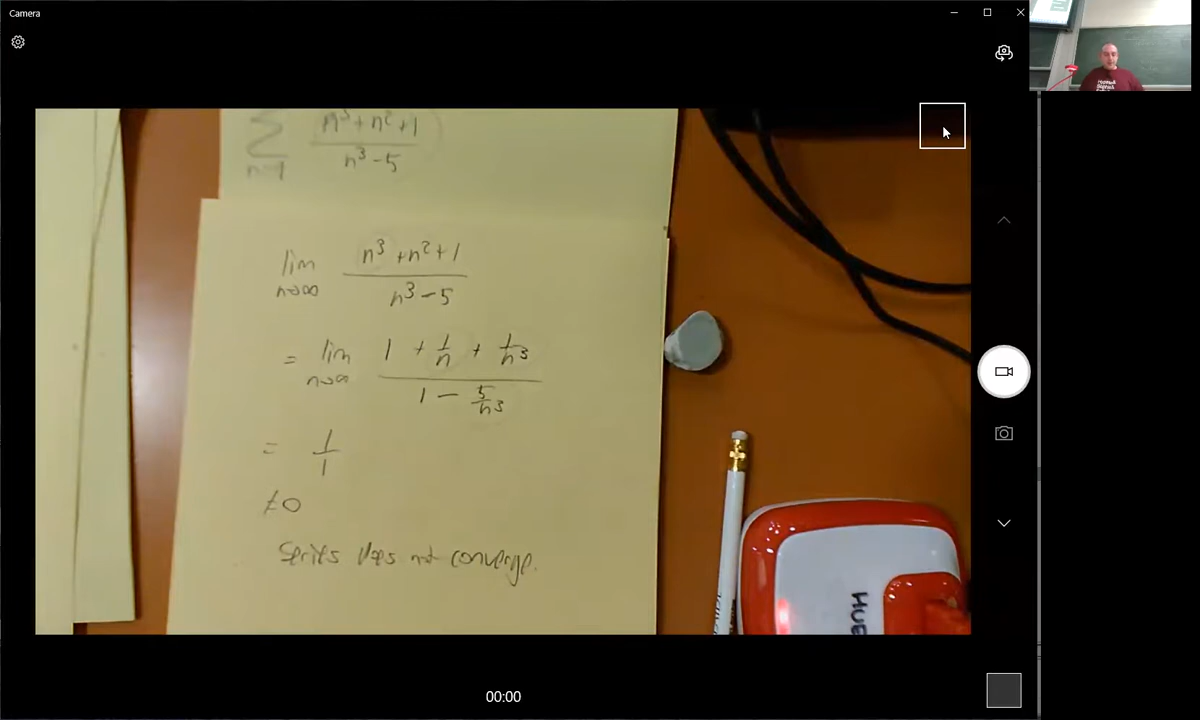 Camera
∑ n³+n²+1 / n³-5
n=1
lim n³+n²+1 / n³-5
n→∞
= lim 1 + 1/n + 1/n³ / 1 - 5/n³
n→∞
= 1/1
≠0
Series does not converge.
HUE
00:00